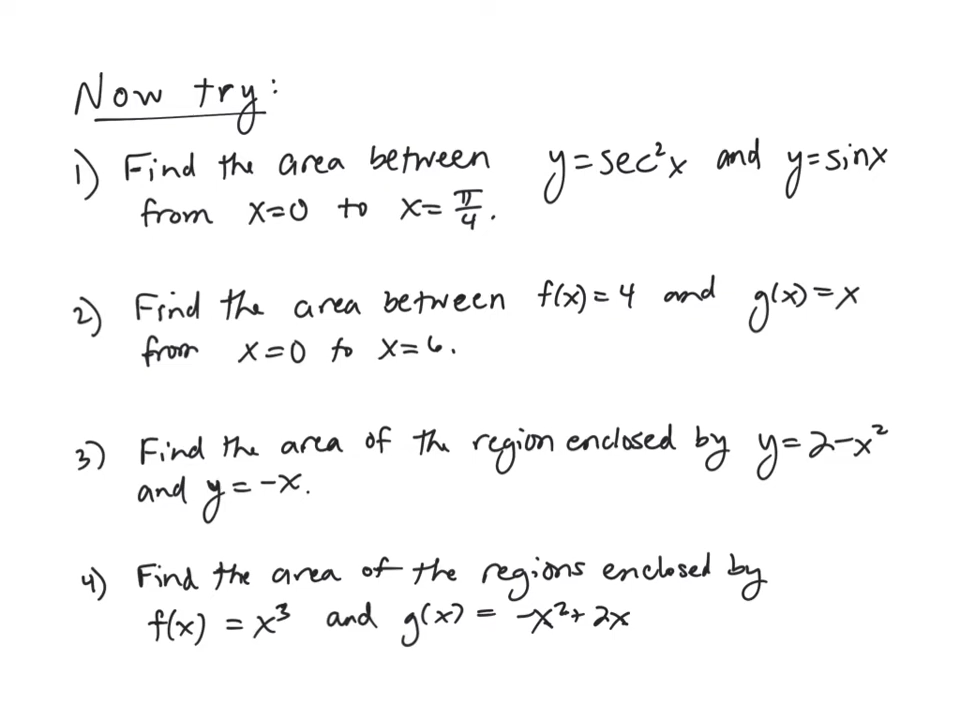 Now try:
1) Find the area between y=sec²x and y=sinx
from x=0 to x=π/4.
2) Find the area between f(x)=4 and g(x)=x
from x=0 to x=6.
3) Find the area of the region enclosed by y=2-x²
and y=-x.
4) Find the area of the regions enclosed by
f(x) = x³ and g(x) = -x²+2x